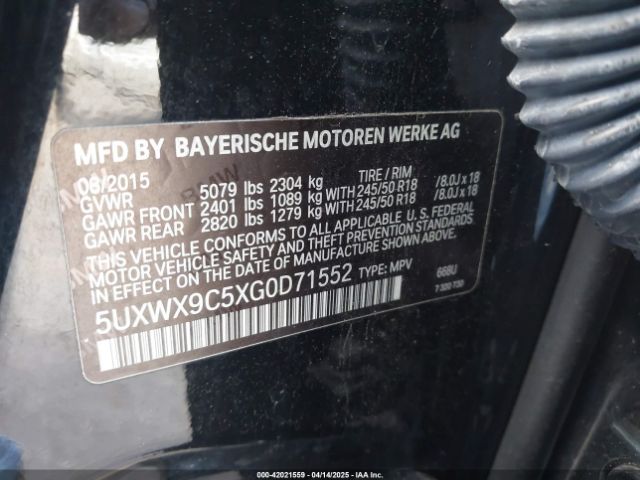 MFD BY BAYERISCHE MOTOREN WERKE AG
08/2015 TIRE / RIM
GVWR 5079 lbs 2304 kg
GAWR FRONT 2401 lbs 1089 kg WITH 245/50 R18 /8.0J x 18
GAWR REAR 2820 lbs 1279 kg WITH 245/50 R18 /8.0J x 18
THIS VEHICLE CONFORMS TO ALL APPLICABLE U. S. FEDERAL
MOTOR VEHICLE SAFETY, AND THEFT PREVENTION STANDARDS
IN EFFECT ON THE DATE OF MANUFACTURE SHOWN ABOVE.
5UXWX9C5XG0D71552 TYPE: MPV 668U
000-42021559 | 04/14/2025 - IAA Inc.